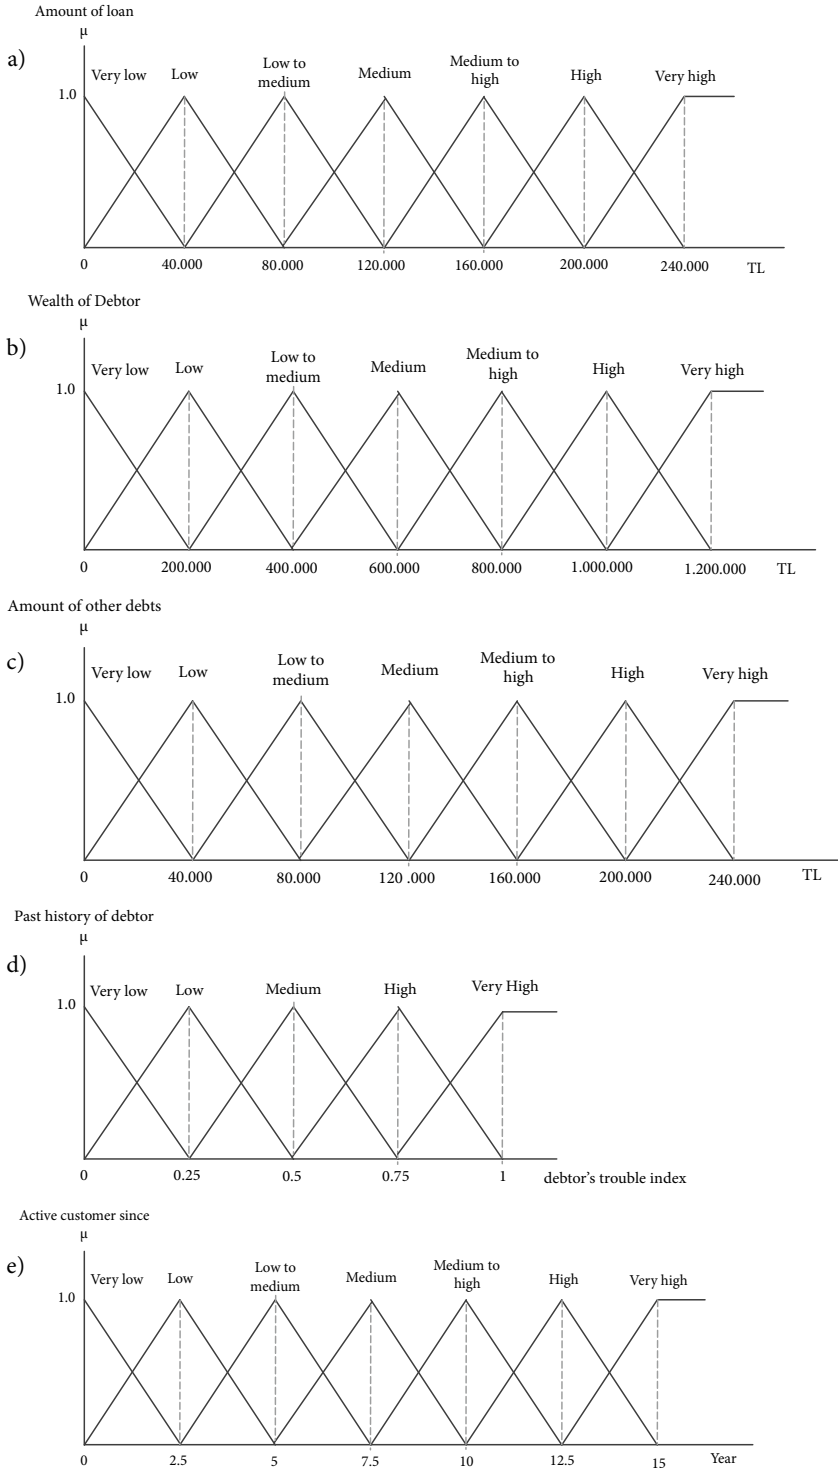 Amount of loan
μ
a)
Very low
Low
Low to
medium
Medium
Medium to
high
High
Very high
1.0
0
40.000
80.000
120.000
160.000
200.000
240.000
TL
Wealth of Debtor
μ
b)
Very low
Low
Low to
medium
Medium
Medium to
high
High
Very high
1.0
0
200.000
400.000
600.000
800.000
1.000.000
1.200.000
TL
Amount of other debts
μ
c)
Very low
Low
Low to
medium
Medium
Medium to
high
High
Very high
1.0
0
40.000
80.000
120 .000
160.000
200.000
240.000
TL
Past history of debtor
μ
d)
Very low
Low
Medium
High
Very High
1.0
0
0.25
0.5
0.75
1
debtor's trouble index
Active customer since
μ
e)
Very low
Low
Low to
medium
Medium
Medium to
high
High
Very high
1.0
0
2.5
5
7.5
10
12.5
15
Year